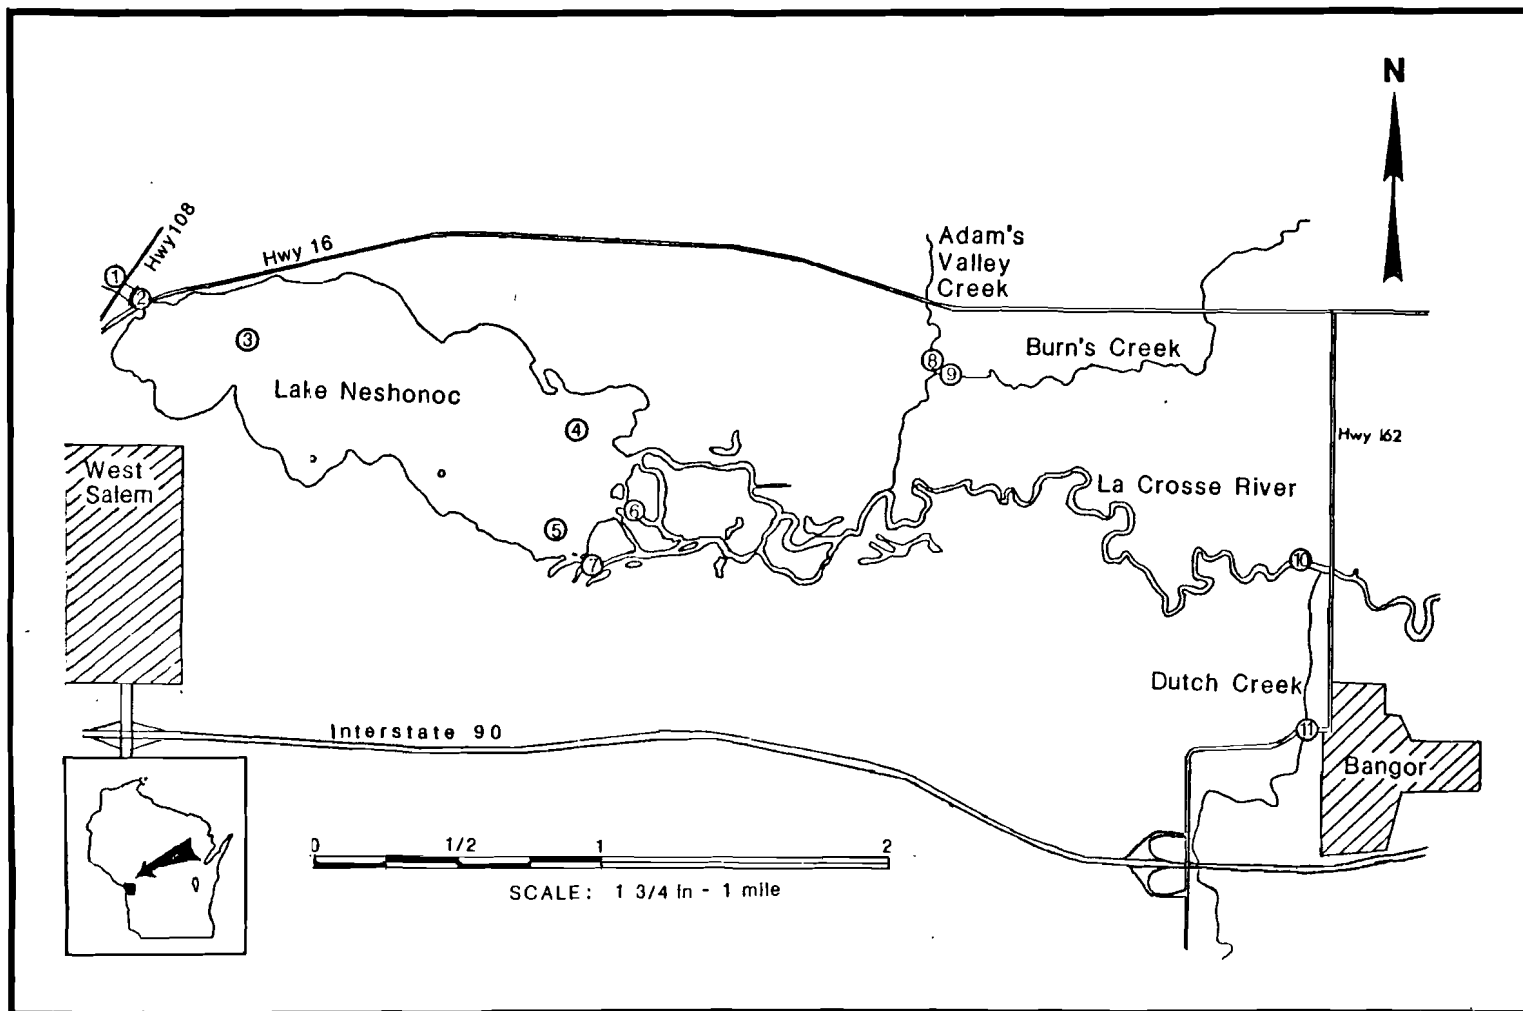 N
Hwy 108
Hwy 16
Adam's
Valley
Creek
1
2
3
8
9
Burn's Creek
Lake Neshonoc
4
Hwy 162
West
Salem
La Crosse River
6
5
7
10
Dutch Creek
11
Interstate 90
Bangor
0 1/2 1 2
SCALE: 1 3/4 in - 1 mile